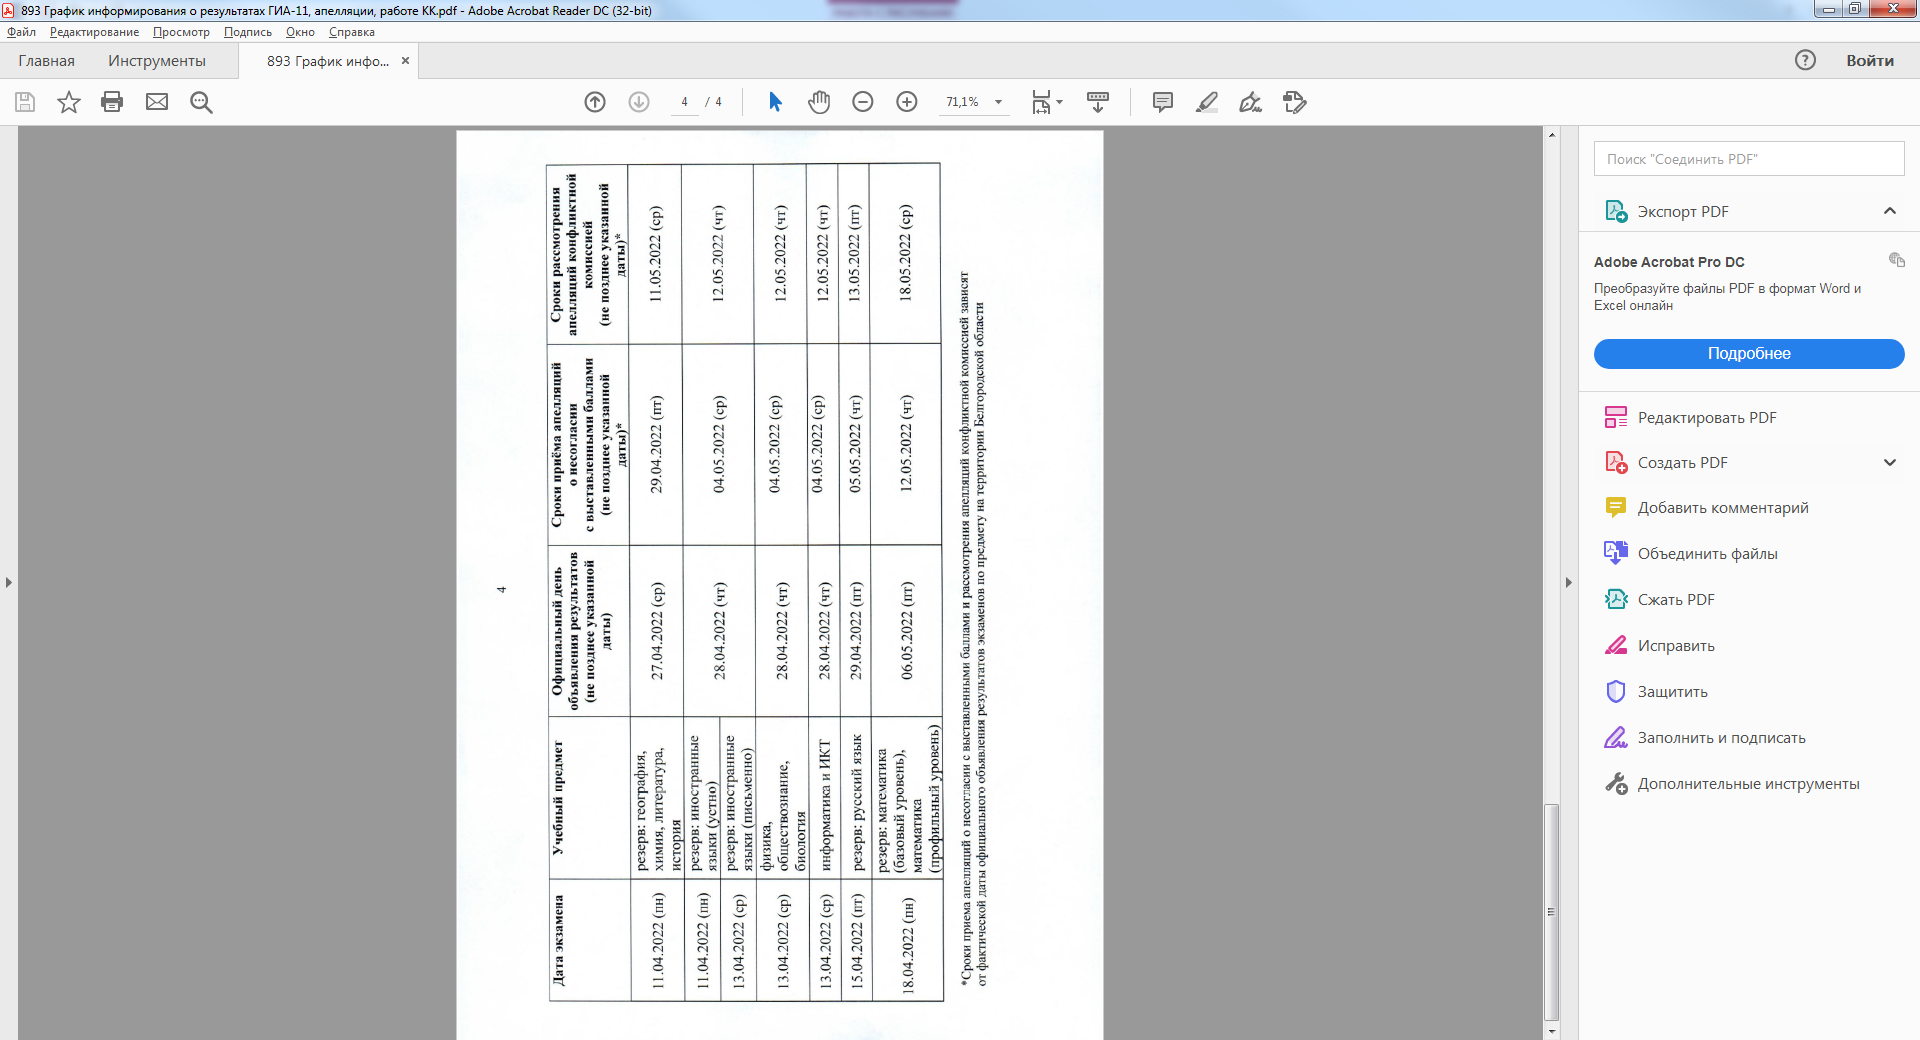 893 График информирования о результатах ГИА-11, апелляции, работе КК.pdf - Adobe Acrobat Reader DC (32-bit)
Файл Редактирование Просмотр Подпись Окно Справка
Главная Инструменты 893 График инфо... × Войти
4 / 4 71,1%
4
Дата экзамена
Учебный предмет
Официальный день
объявления результатов
(не позднее указанной
даты)
Сроки приёма апелляций
о несогласии
с выставленными баллами
(не позднее указанной
даты)*
Сроки рассмотрения
апелляций конфликтной
комиссией
(не позднее указанной
даты)*
11.04.2022 (пн)
резерв: география,
химия, литература,
история
27.04.2022 (ср)
29.04.2022 (пт)
11.05.2022 (ср)
11.04.2022 (пн)
резерв: иностранные
языки (устно)
28.04.2022 (чт)
04.05.2022 (ср)
12.05.2022 (чт)
13.04.2022 (ср)
резерв: иностранные
языки (письменно)
13.04.2022 (ср)
физика,
обществознание,
биология
28.04.2022 (чт)
04.05.2022 (ср)
12.05.2022 (чт)
13.04.2022 (ср)
информатика и ИКТ
28.04.2022 (чт)
04.05.2022 (ср)
12.05.2022 (чт)
15.04.2022 (пт)
резерв: русский язык
29.04.2022 (пт)
05.05.2022 (чт)
13.05.2022 (пт)
18.04.2022 (пн)
резерв: математика
(базовый уровень),
математика
(профильный уровень)
06.05.2022 (пт)
12.05.2022 (чт)
18.05.2022 (ср)
*Сроки приема апелляций о несогласии с выставленными баллами и рассмотрения апелляций конфликтной комиссией зависят
от фактической даты официального объявления результатов экзаменов по предмету на территории Белгородской области
Поиск "Соединить PDF"
Экспорт PDF
Adobe Acrobat Pro DC
Преобразуйте файлы PDF в формат Word и
Excel онлайн
Подробнее
Редактировать PDF
Создать PDF
Добавить комментарий
Объединить файлы
Сжать PDF
Исправить
Защитить
Заполнить и подписать
Дополнительные инструменты